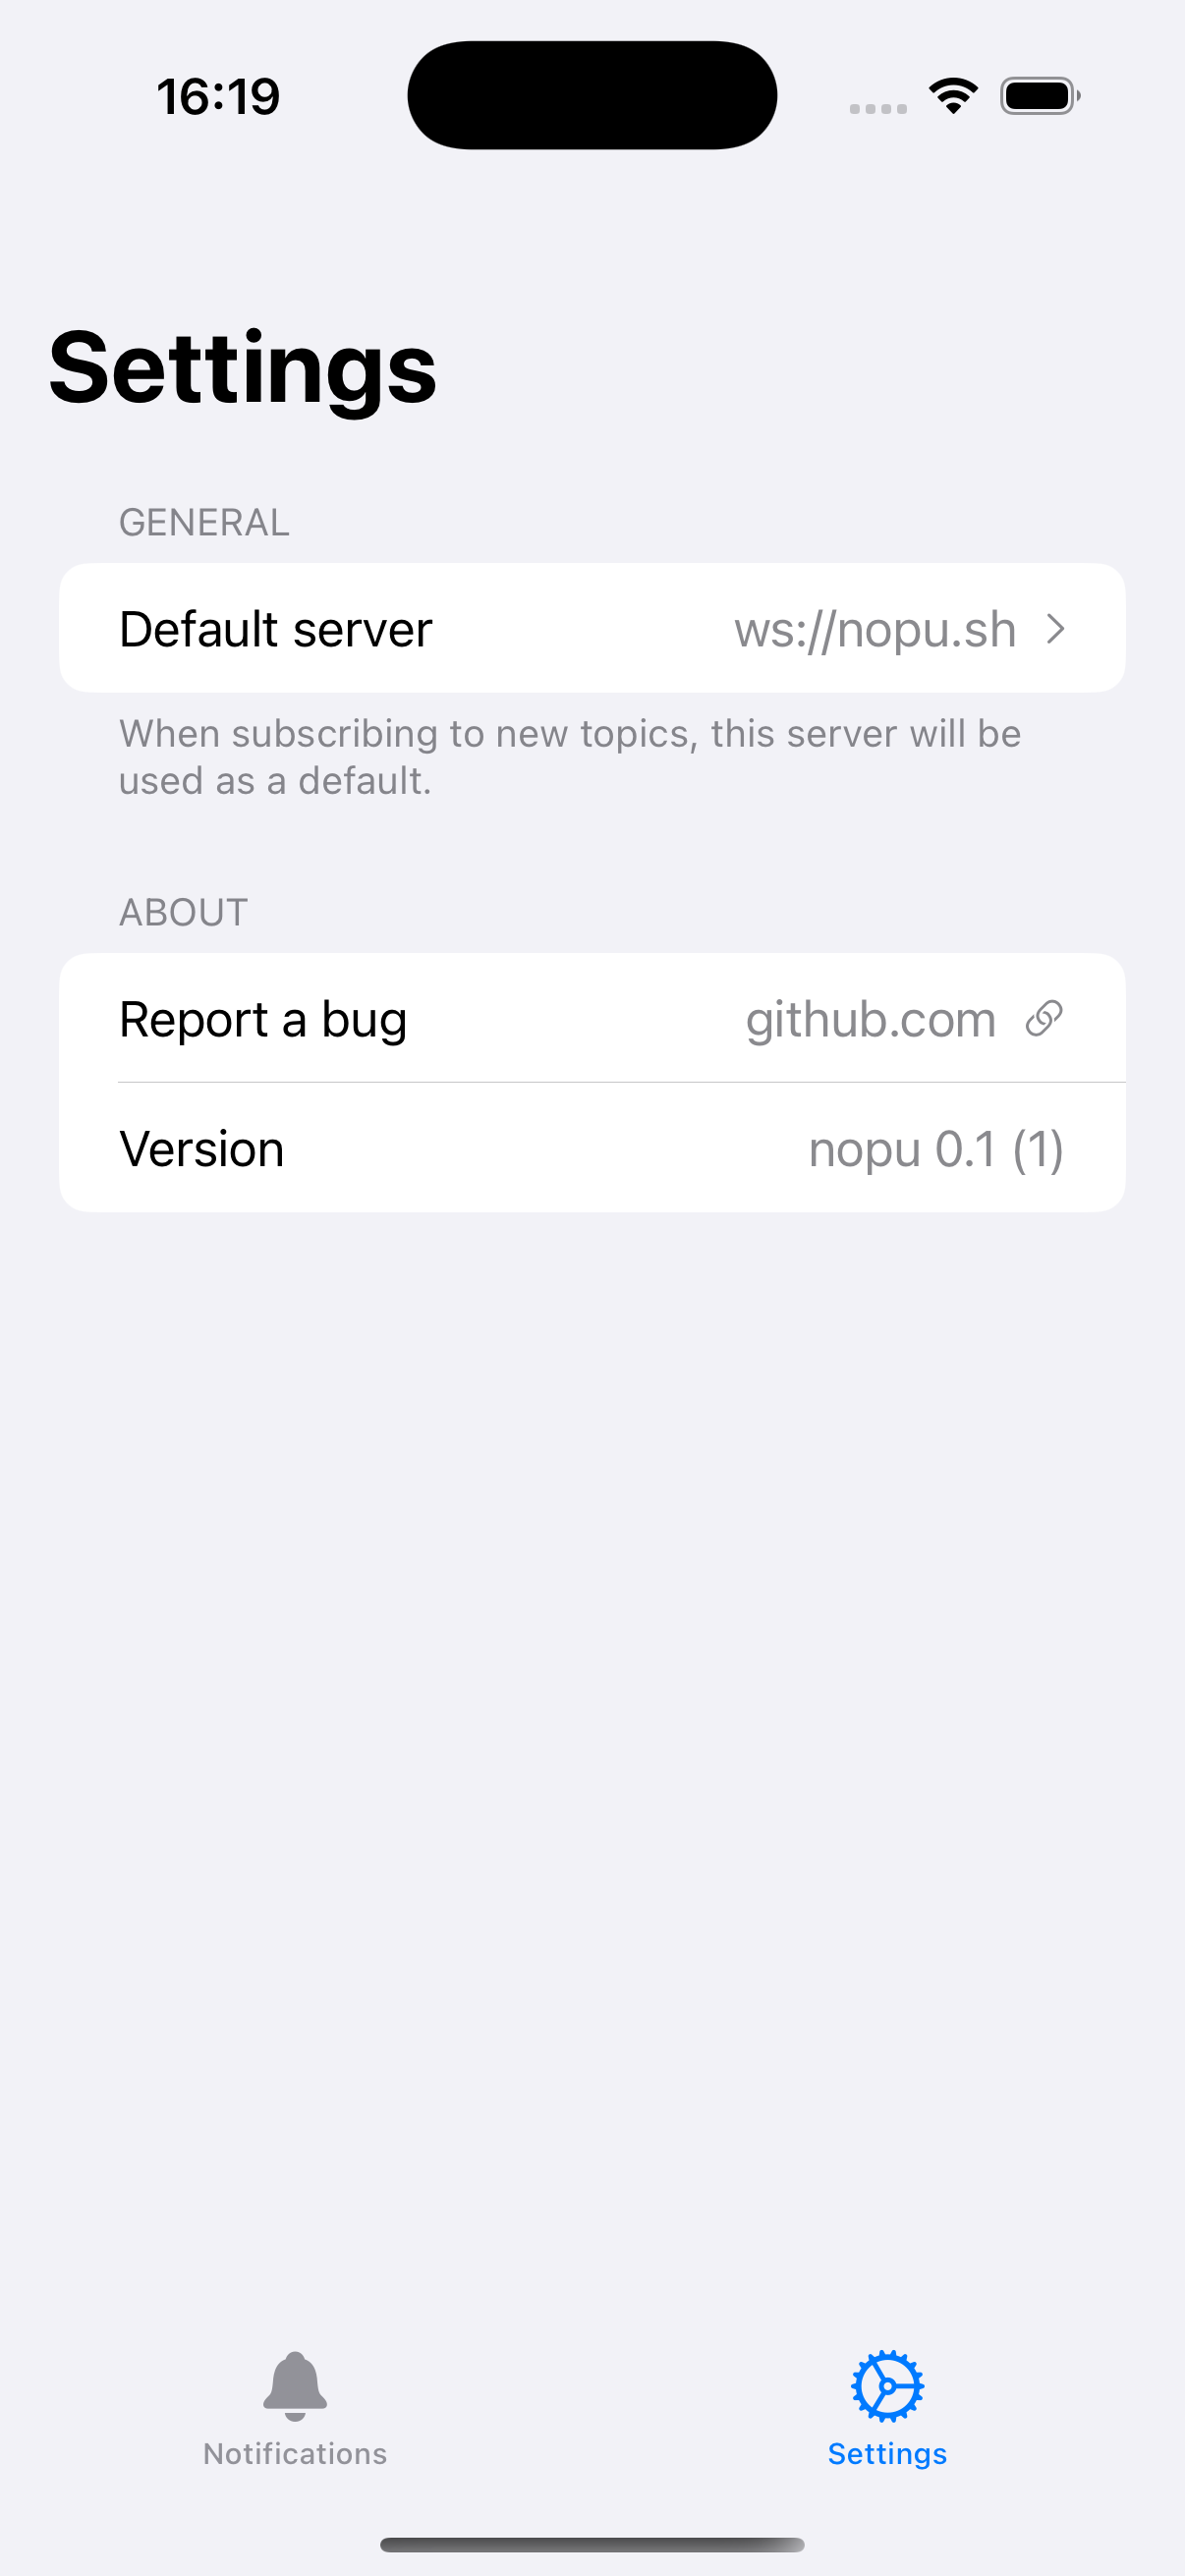 16:19
Settings
GENERAL
Default server ws://nopu.sh
When subscribing to new topics, this server will be
used as a default.
ABOUT
Report a bug github.com
Version nopu 0.1 (1)
Notifications Settings